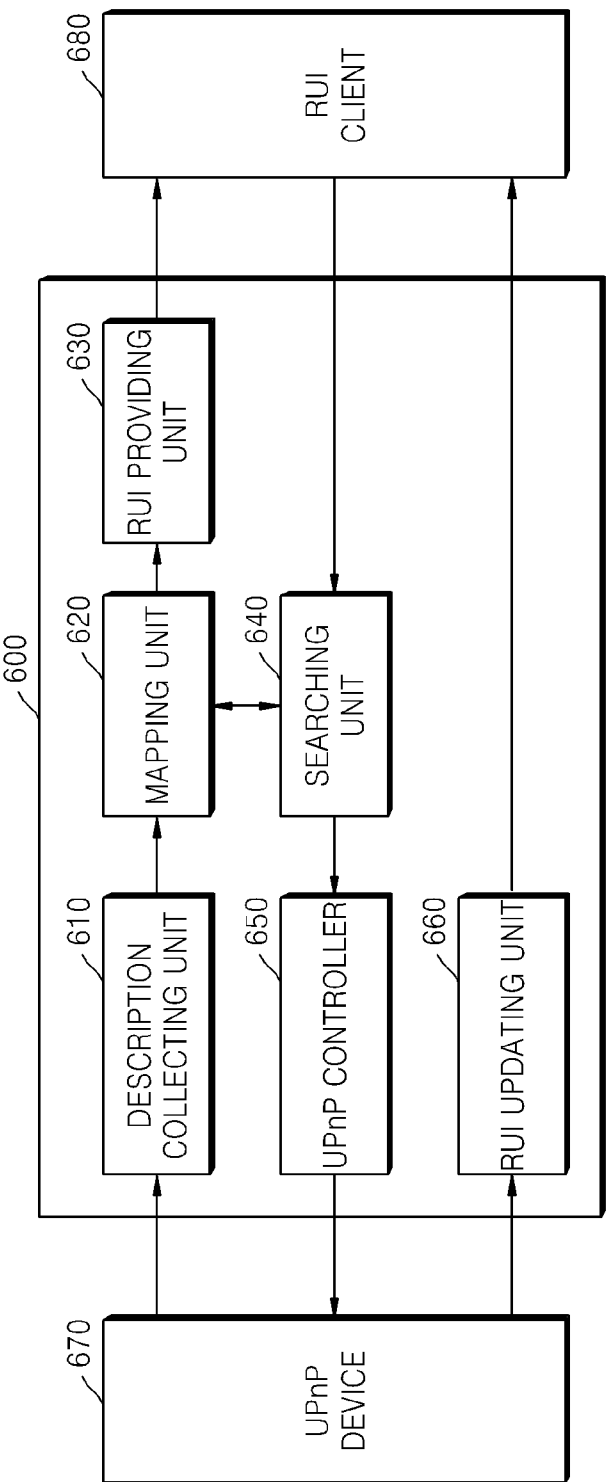 600
670
UPnP
DEVICE
610
DESCRIPTION
COLLECTING UNIT
620
MAPPING UNIT
630
RUI PROVIDING
UNIT
650
UPnP CONTROLLER
640
SEARCHING
UNIT
660
RUI UPDATING UNIT
680
RUI
CLIENT